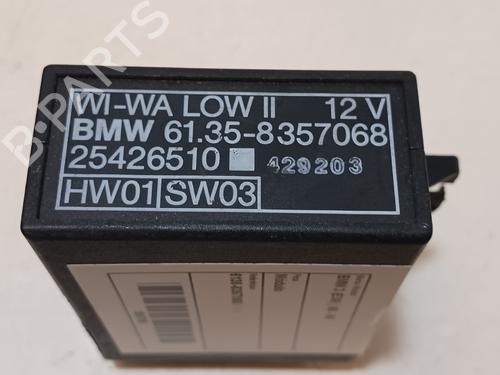 WI-WA LOW II 12 V
BMW 61.35-8357068
25426510 429203
HW01 SW03
B-PARTS